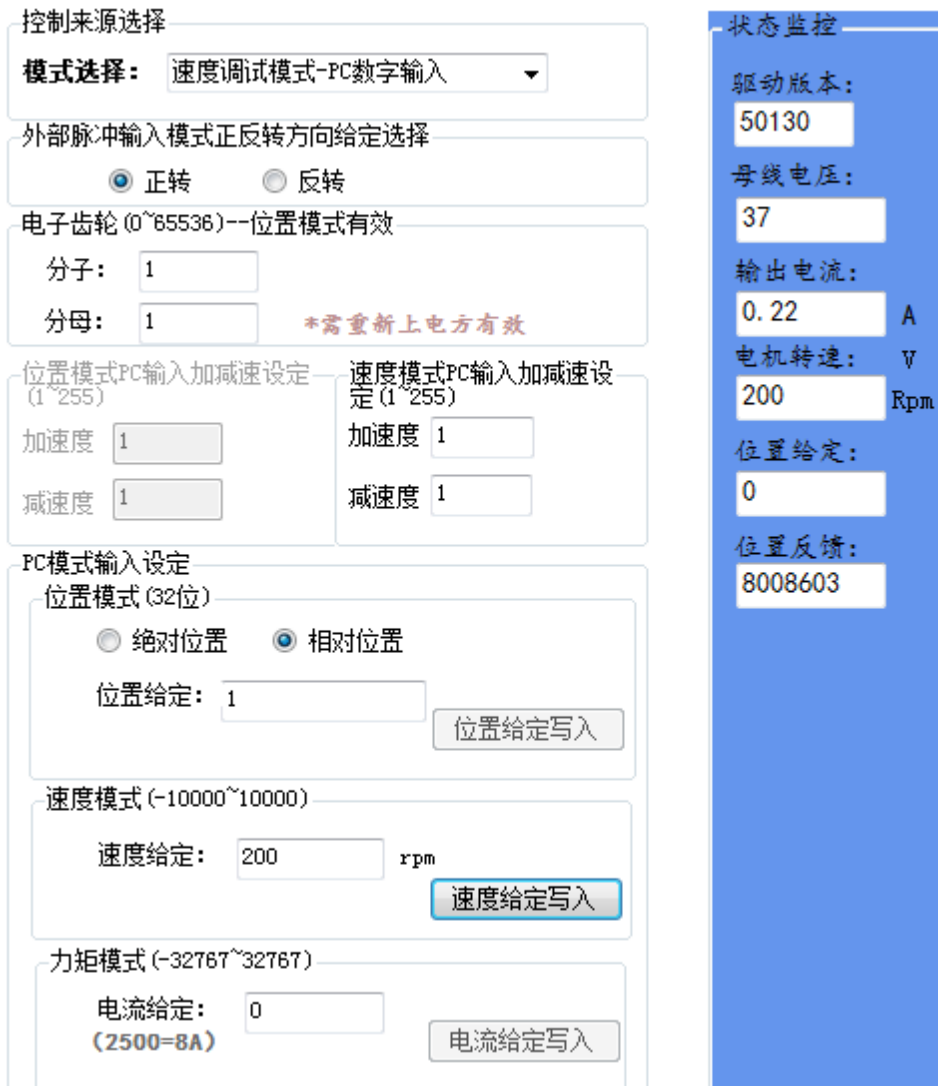 控制来源选择
模式选择： 速度调试模式-PC数字输入
外部脉冲输入模式正反转方向给定选择
正转 反转
电子齿轮(0~65536)--位置模式有效
分子： 1
分母： 1 *需重新上电方有效
位置模式PC输入加减速设定
(1~255)
加速度 1
减速度 1
速度模式PC输入加减速设
定(1~255)
加速度 1
减速度 1
PC模式输入设定
位置模式(32位)
绝对位置 相对位置
位置给定： 1
位置给定写入
速度模式(-10000~10000)
速度给定： 200 rpm
速度给定写入
力矩模式(-32767~32767)
电流给定： 0
(2500=8A)
电流给定写入
状态监控
驱动版本：
50130
母线电压：
37
输出电流：
0.22 A
电机转速： V
200 Rpm
位置给定：
0
位置反馈：
8008603